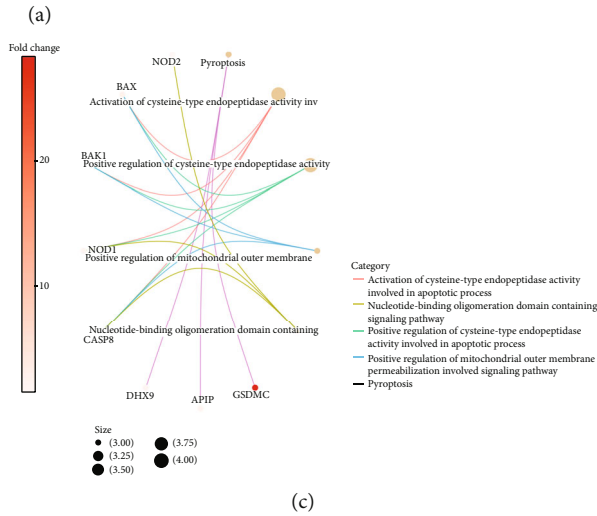 (a)
Fold change
20
10
NOD2
Pyroptosis
BAX
Activation of cysteine-type endopeptidase activity inv
BAK1
Positive regulation of cysteine-type endopeptidase activity
NOD1
Positive regulation of mitochondrial outer membrane
Nucleotide-binding oligomeration domain containing
CASP8
DHX9
APIP
GSDMC
Category
Activation of cysteine-type endopeptidase activity
involved in apoptotic process
Nucleotide-binding oligomeration domain containing
signaling pathway
Positive regulation of cysteine-type endopeptidase
activity involved in apoptotic process
Positive regulation of mitochondrial outer membrane
permeabilization involved signaling pathway
Pyroptosis
Size
(3.00)
(3.25)
(3.50)
(3.75)
(4.00)
(c)